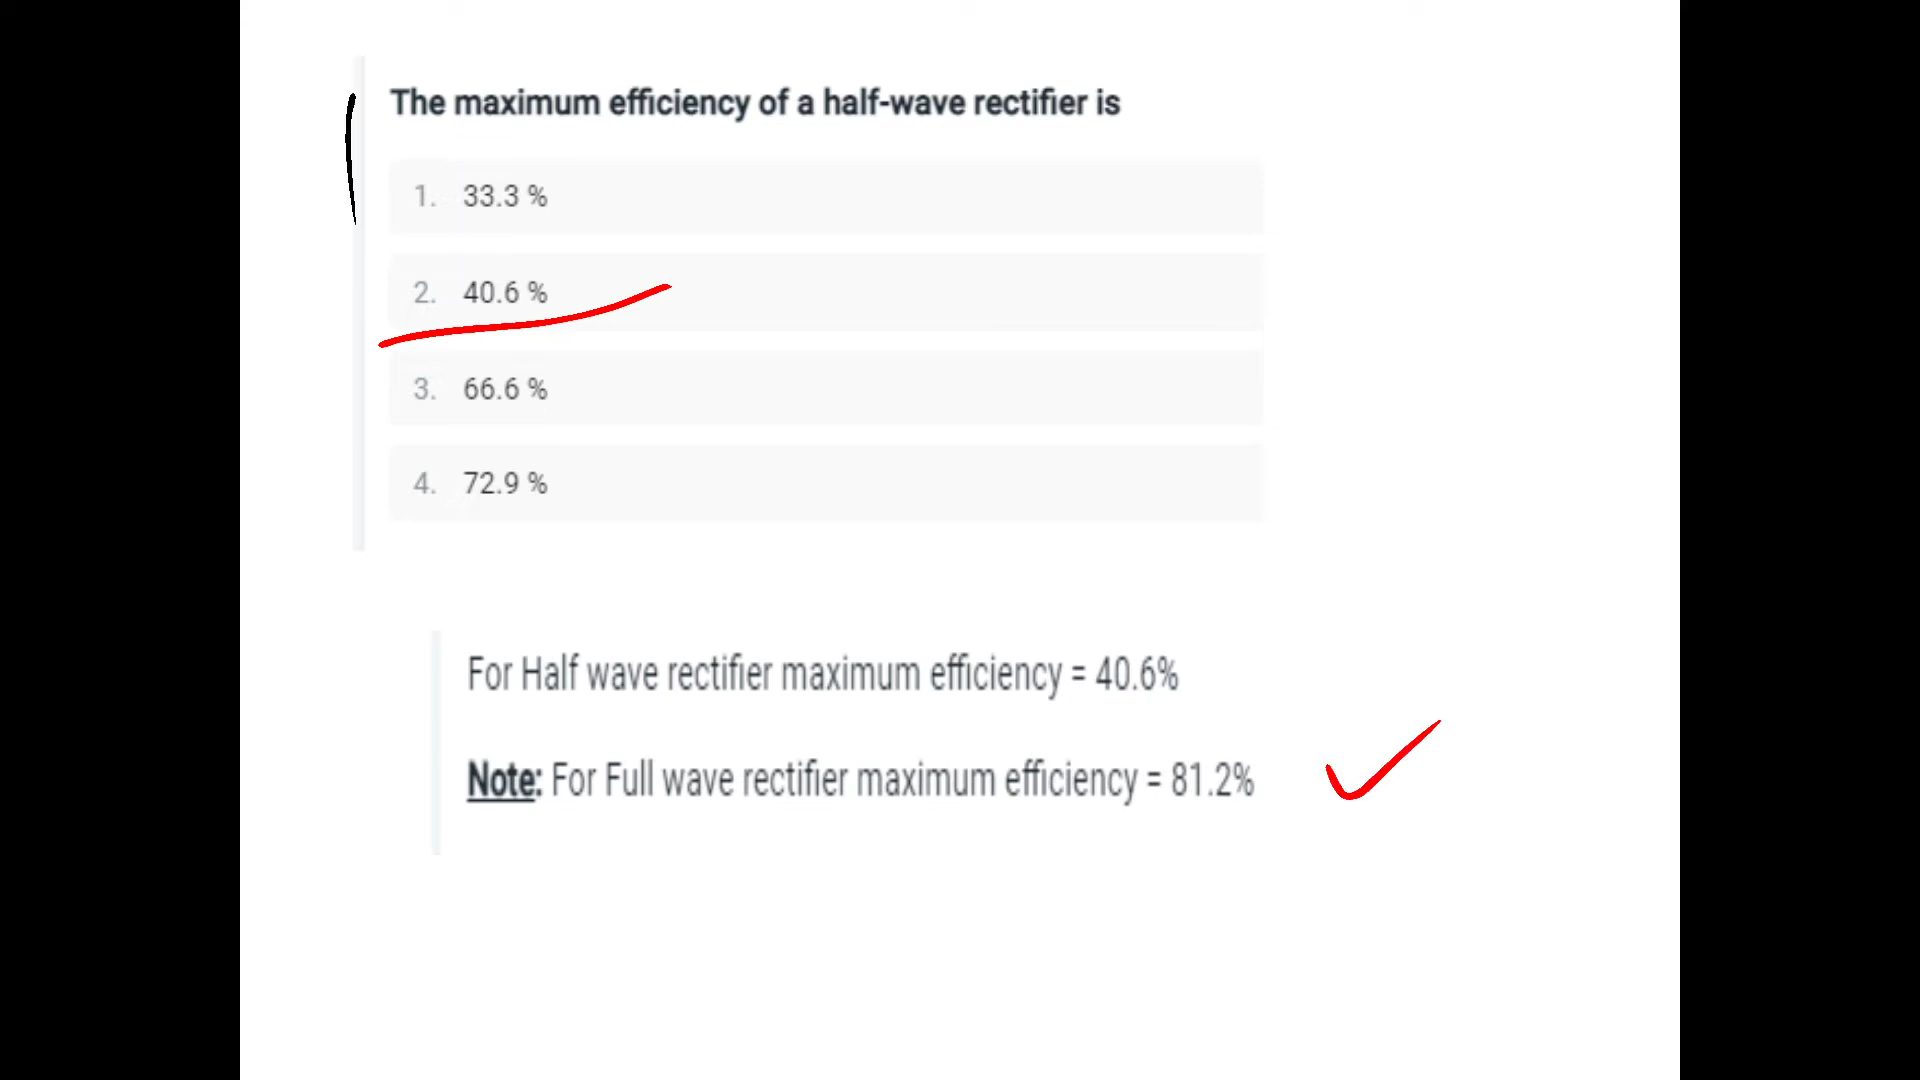 The maximum efficiency of a half-wave rectifier is
1. 33.3 %
2. 40.6 %
3. 66.6 %
4. 72.9 %
For Half wave rectifier maximum efficiency = 40.6%
Note: For Full wave rectifier maximum efficiency = 81.2%